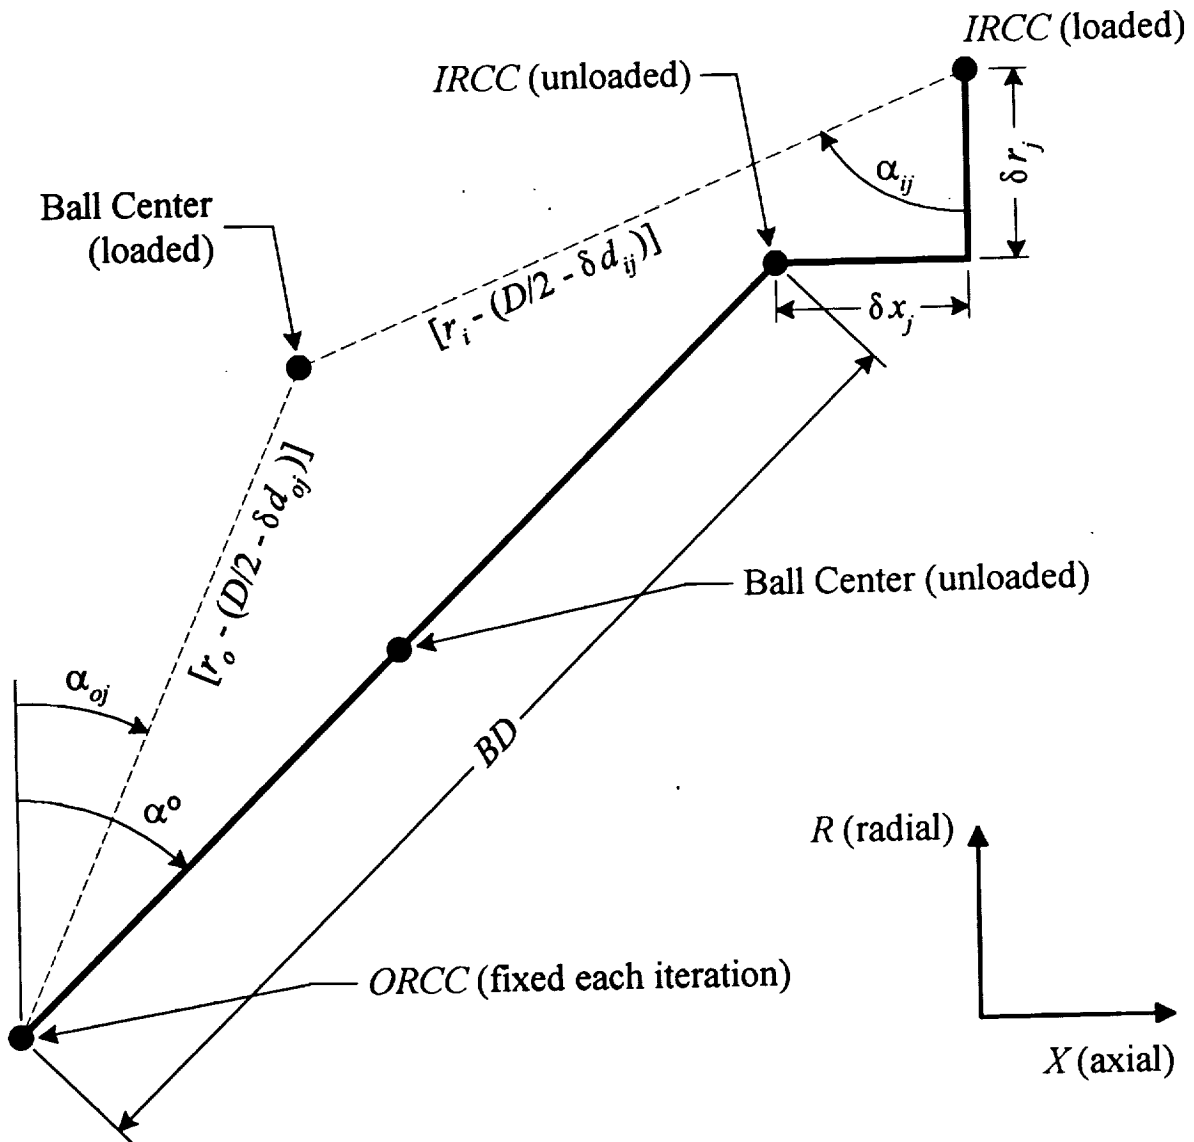 IRCC (loaded)
IRCC (unloaded)
δr_j
α_ij
Ball Center
(loaded)
[r_i - (D/2 - δd_ij)]
δx_j
[r_o - (D/2 - δd_oj)]
Ball Center (unloaded)
α_oj
BD
α°
R (radial)
ORCC (fixed each iteration)
X (axial)